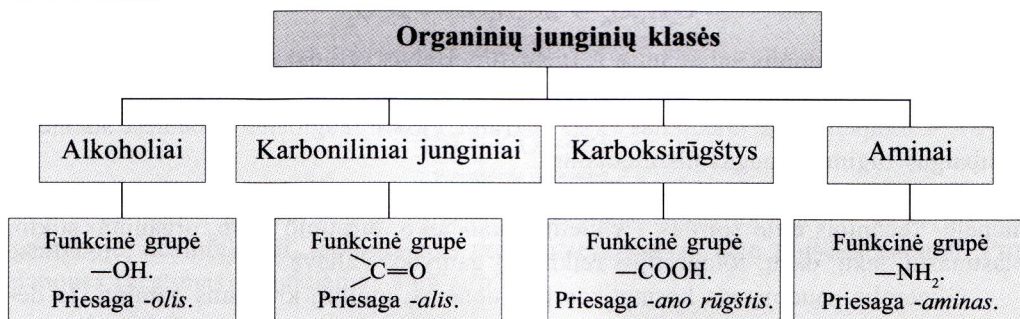 Organinių junginių klasės
Alkoholiai
Karboniliniai junginiai
Karboksirūgštys
Aminai
Funkcinė grupė
—OH.
Priesaga -olis.
Funkcinė grupė
C=O
Priesaga -alis.
Funkcinė grupė
—COOH.
Priesaga -ano rūgštis.
Funkcinė grupė
—NH₂.
Priesaga -aminas.